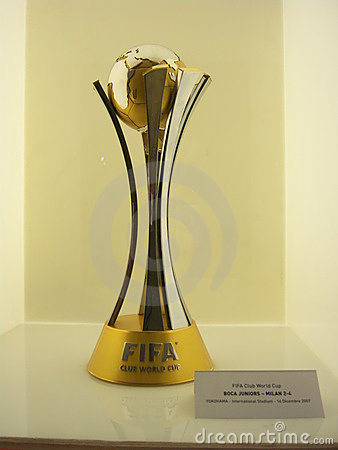 FIFA
CLUB WORLD CUP
FIFA Club World Cup
BOCA JUNIORS – MILAN 2-4
YOKOHAMA - International Stadium - 16 Dicembre 2007
dreamstime.com